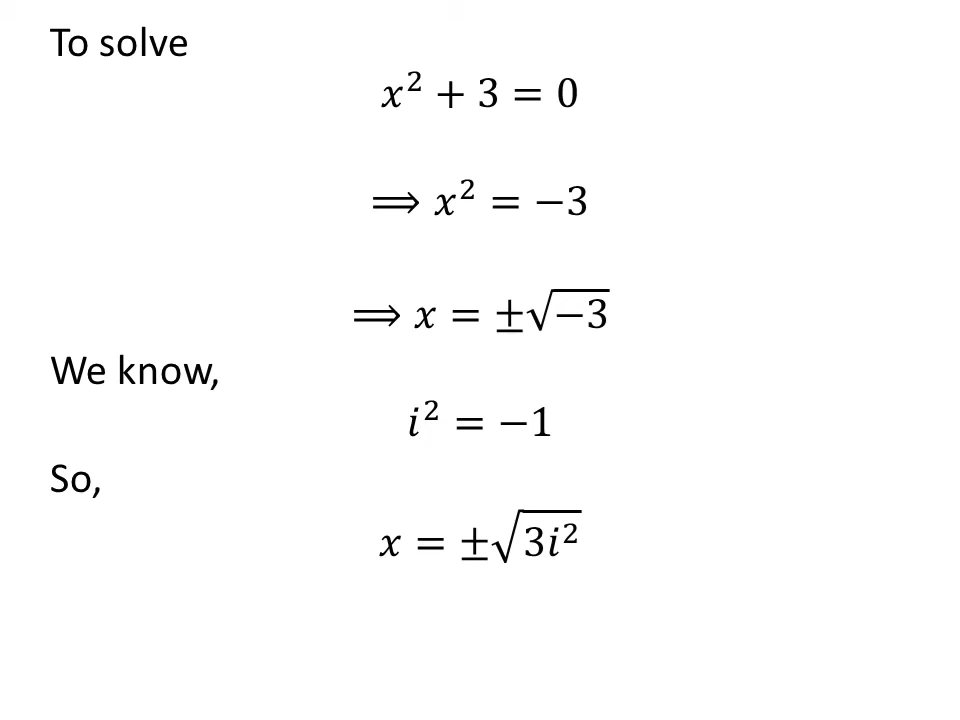 To solve
x² + 3 = 0
⟹ x² = −3
⟹ x = ±√−3
We know,
i² = −1
So,
x = ±√3i²